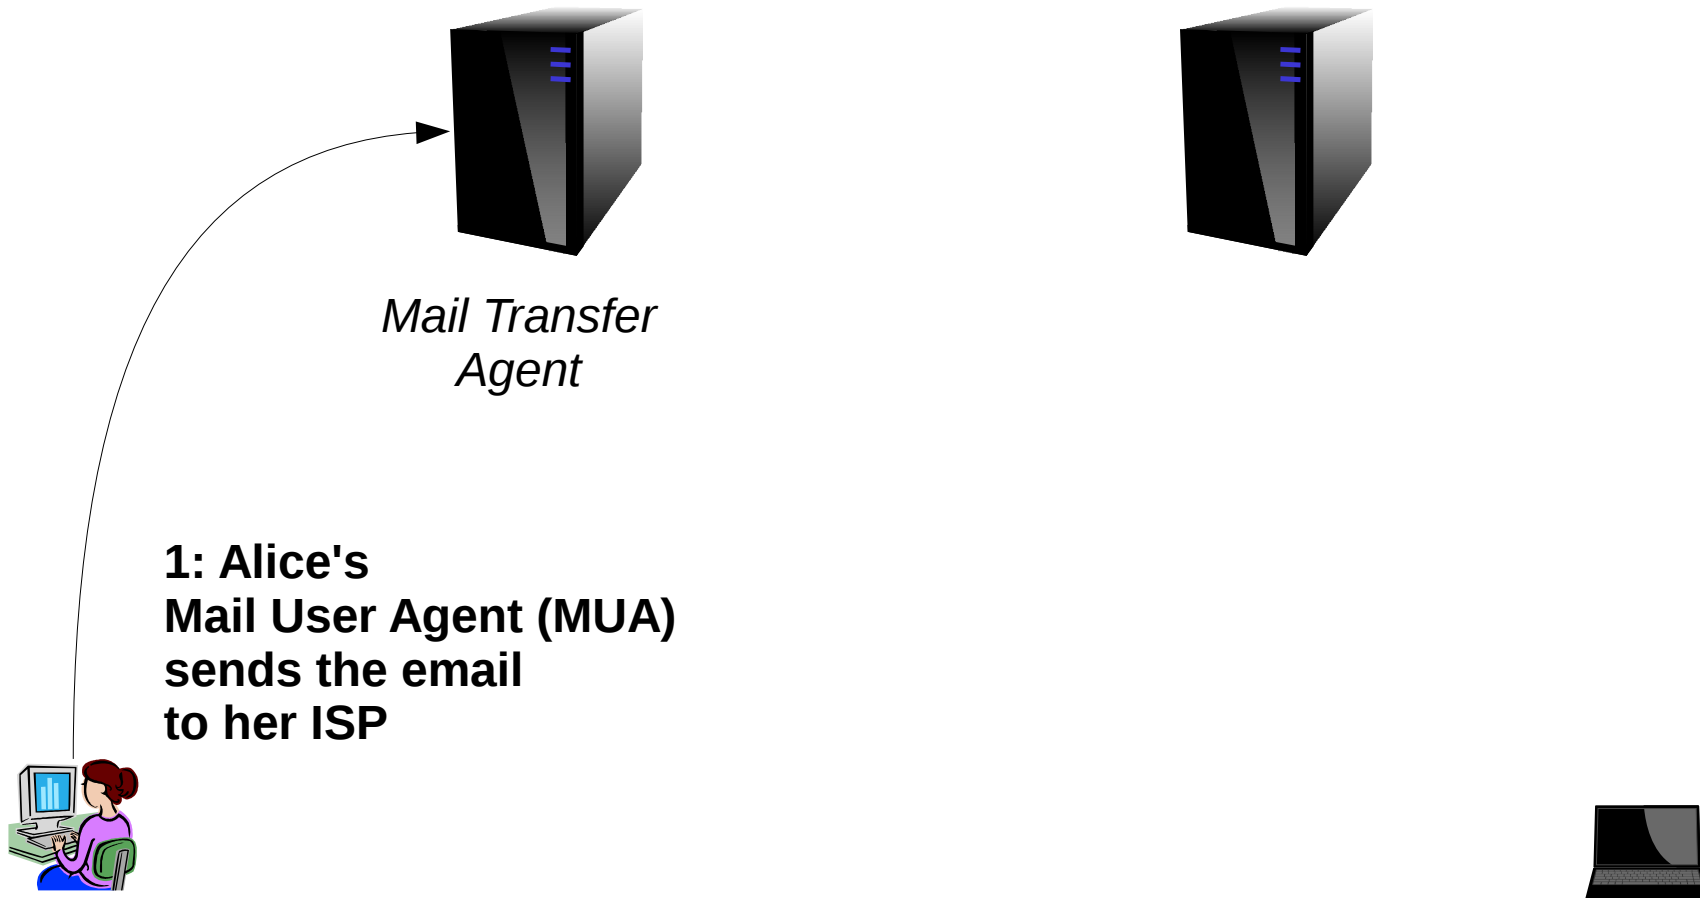 Mail Transfer
Agent
1: Alice's
Mail User Agent (MUA)
sends the email
to her ISP